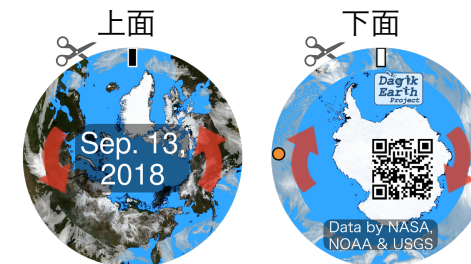 上面
下面
Sep. 13,
2018
Dagik
Earth
Project
Data by NASA,
NOAA & USGS